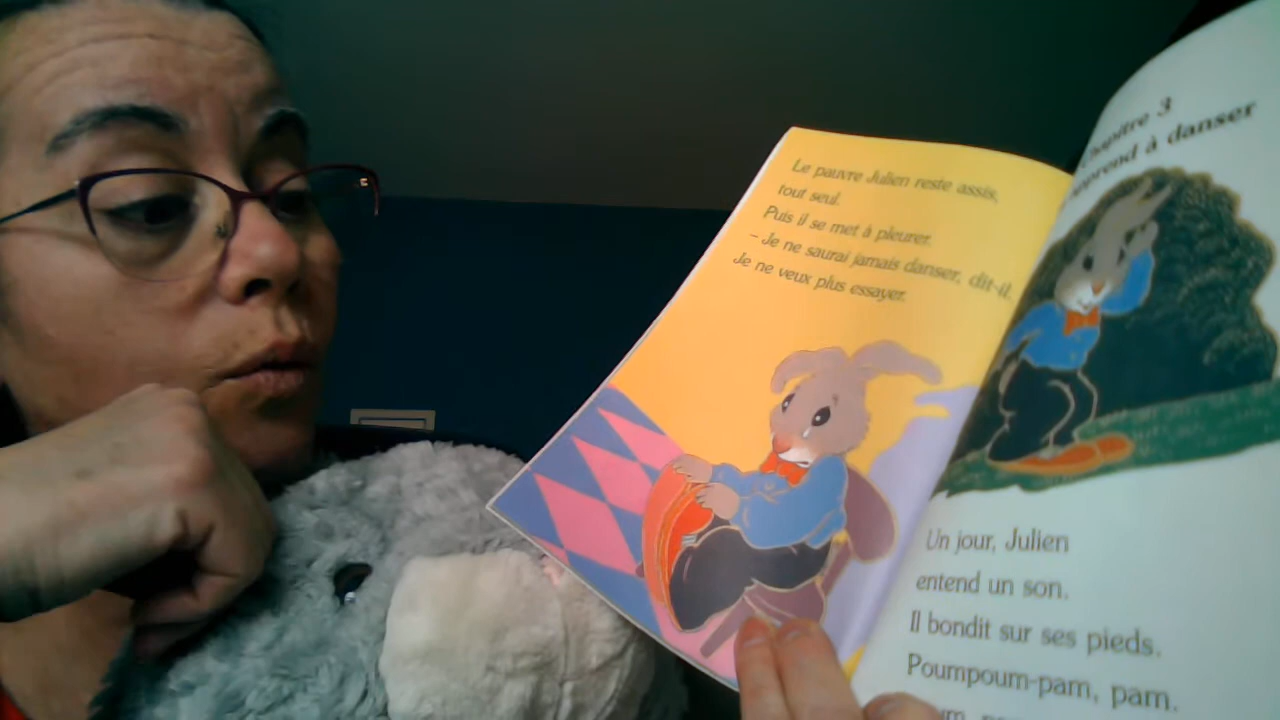 Le pauvre Julien reste assis,
tout seul.
Puis il se met à pleurer.
– Je ne saurai jamais danser, dit-il.
Je ne veux plus essayer.
Chapitre 3
apprend à danser
Un jour, Julien
entend un son.
Il bondit sur ses pieds.
Poumpoum-pam, pam.